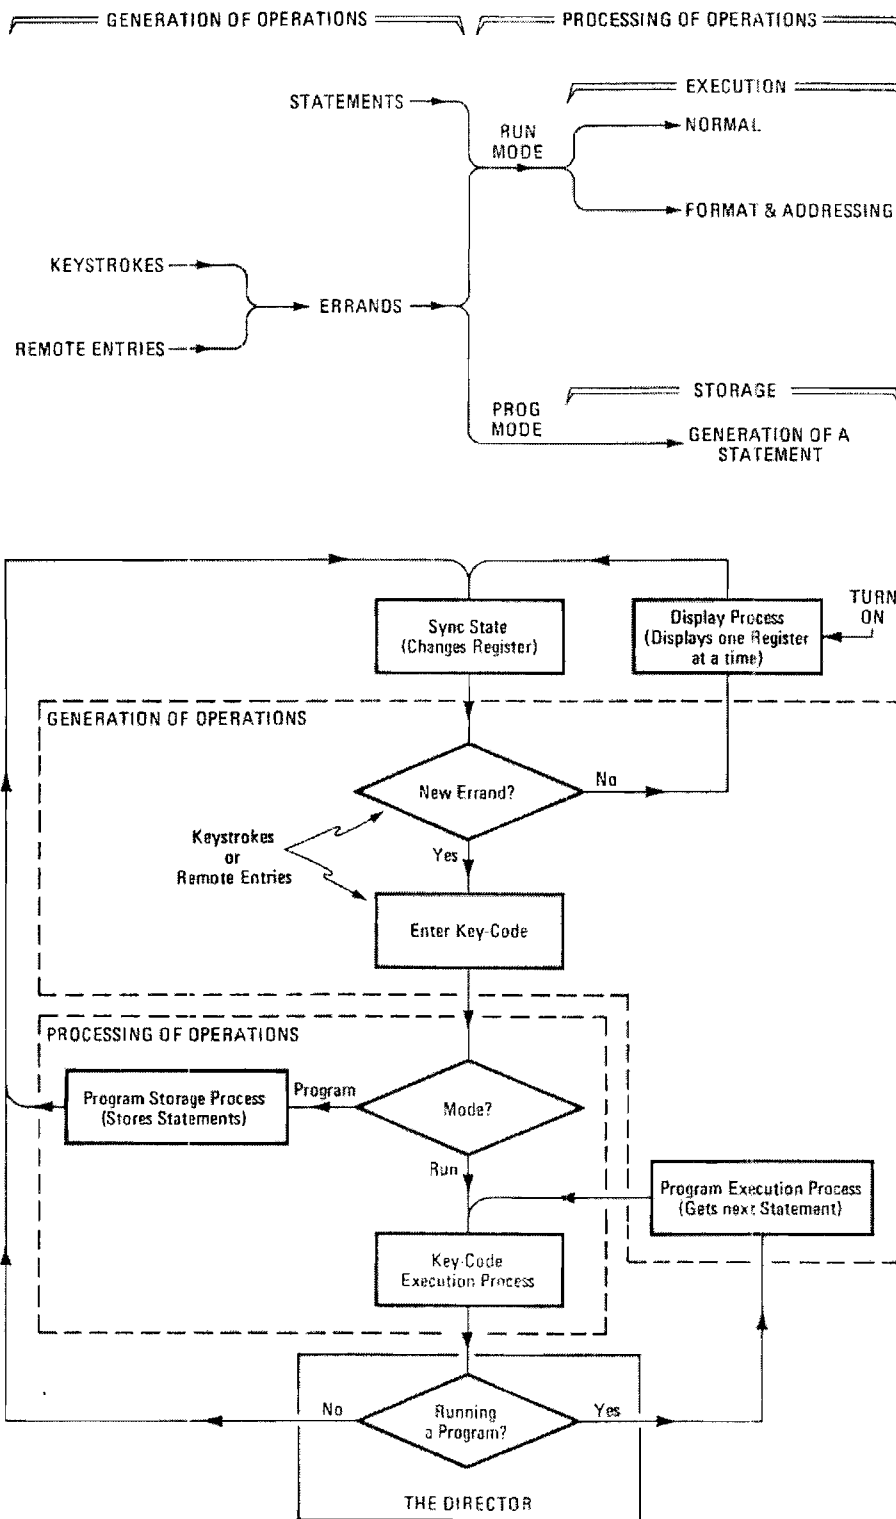 GENERATION OF OPERATIONS
PROCESSING OF OPERATIONS
EXECUTION
STATEMENTS
RUN
MODE
NORMAL
FORMAT & ADDRESSING
KEYSTROKES
ERRANDS
REMOTE ENTRIES
STORAGE
PROG
MODE
GENERATION OF A
STATEMENT
TURN
ON
Sync State
(Changes Register)
Display Process
(Displays one Register
at a time)
GENERATION OF OPERATIONS
New Errand?
No
Keystrokes
or
Remote Entries
Yes
Enter Key-Code
PROCESSING OF OPERATIONS
Program Storage Process
(Stores Statements)
Program
Mode?
Run
Program Execution Process
(Gets next Statement)
Key-Code
Execution Process
No
Running
a Program?
Yes
THE DIRECTOR